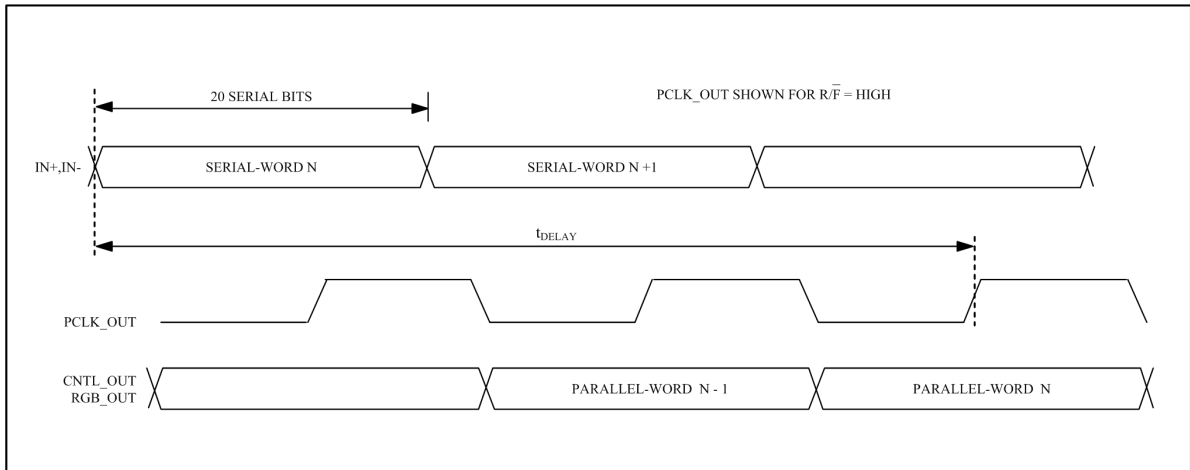 20 SERIAL BITS
PCLK_OUT SHOWN FOR R/F̅ = HIGH
IN+,IN-
SERIAL-WORD N
SERIAL-WORD N +1
tDELAY
PCLK_OUT
CNTL_OUT
RGB_OUT
PARALLEL-WORD N - 1
PARALLEL-WORD N